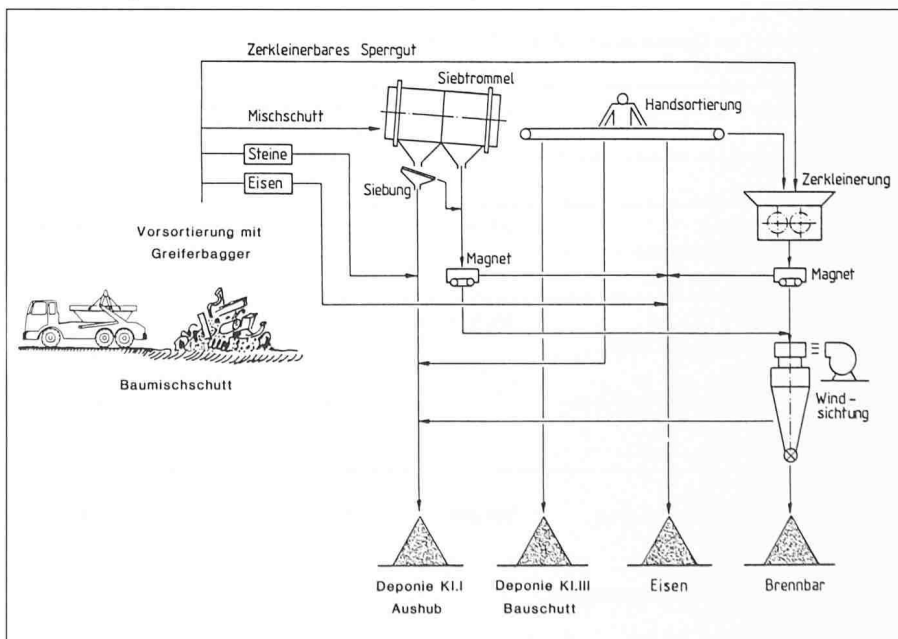 Zerkleinerbares Sperrgut
Siebtrommel
Handsortierung
Mischschutt
Steine
Eisen
Siebung
Zerkleinerung
Vorsortierung mit
Greiferbagger
Magnet
Magnet
Baumischschutt
Wind-
sichtung
Deponie Kl.I
Aushub
Deponie Kl.III
Bauschutt
Eisen
Brennbar